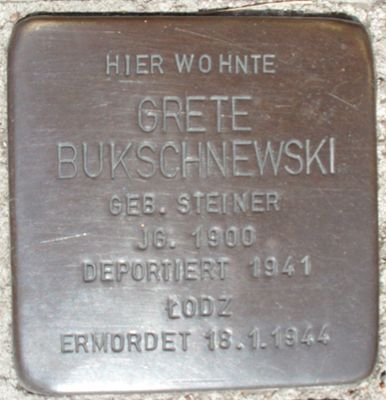 HIER WOHNTE
GRETE
BUKSCHNEWSKI
GEB. STEINER
JG. 1900
DEPORTIERT 1941
ŁODZ
ERMORDET 18.1.1944